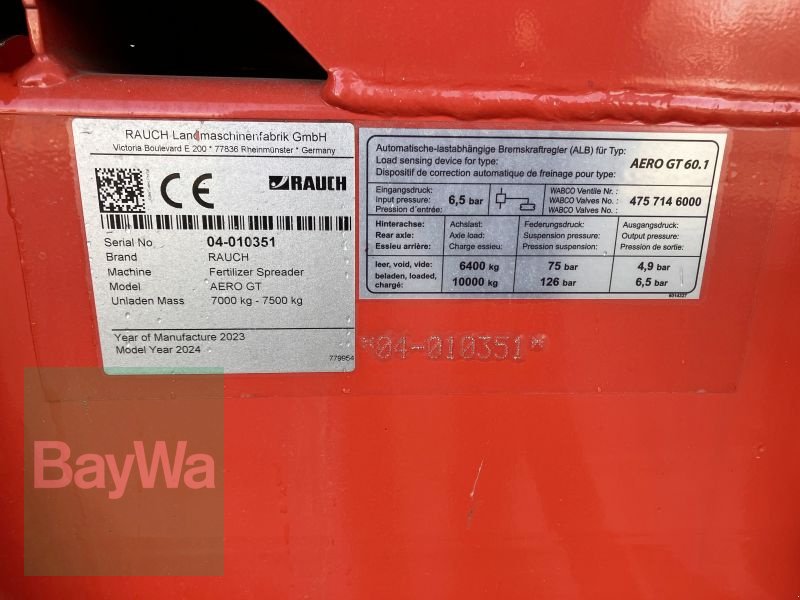 RAUCH Landmaschinenfabrik GmbH
Victoria Boulevard E 200 * 77836 Rheinmünster * Germany
CE
RAUCH
Serial No. 04-010351
Brand RAUCH
Machine Fertilizer Spreader
Model AERO GT
Unladen Mass 7000 kg - 7500 kg
Year of Manufacture 2023
Model Year 2024
779954
Automatische-lastabhängige Bremskraftregler (ALB) für Typ:
Load sensing device for type:
Dispositif de correction automatique de freinage pour type:
AERO GT 60.1
Eingangsdruck:
Input pressure:
Pression d'entrée:
6,5 bar
WABCO Ventile Nr.:
WABCO Valves No.:
WABCO Valves No.:
475 714 6000
Hinterachse: Achslast: Federungsdruck: Ausgangsdruck:
Rear axle: Axle load: Suspension pressure: Output pressure:
Essieu arrière: Charge essieu: Pression suspension: Pression de sortie:
leer, void, vide: 6400 kg 75 bar 4,9 bar
beladen, loaded, chargé: 10000 kg 126 bar 6,5 bar
*04-010351*
BayWa